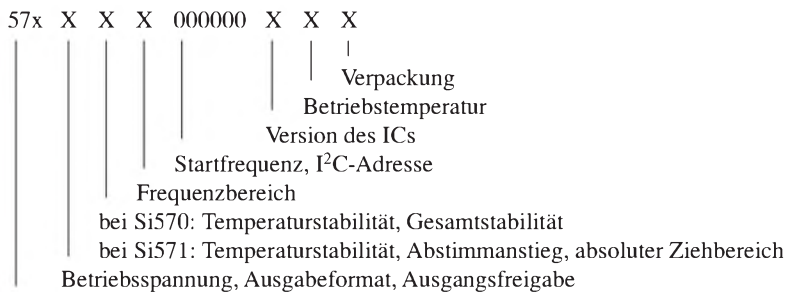 57x X X X 000000 X X X
Verpackung
Betriebstemperatur
Version des ICs
Startfrequenz, I²C-Adresse
Frequenzbereich
bei Si570: Temperaturstabilität, Gesamtstabilität
bei Si571: Temperaturstabilität, Abstimmanstieg, absoluter Ziehbereich
Betriebsspannung, Ausgabeformat, Ausgangsfreigabe